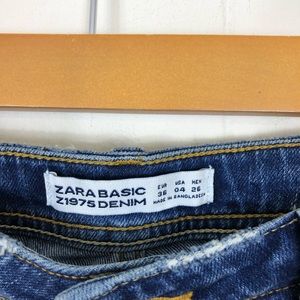 ZARA BASIC
Z1975 DENIM
EUR USA MEX
36 04 26
MADE IN BANGLADESH